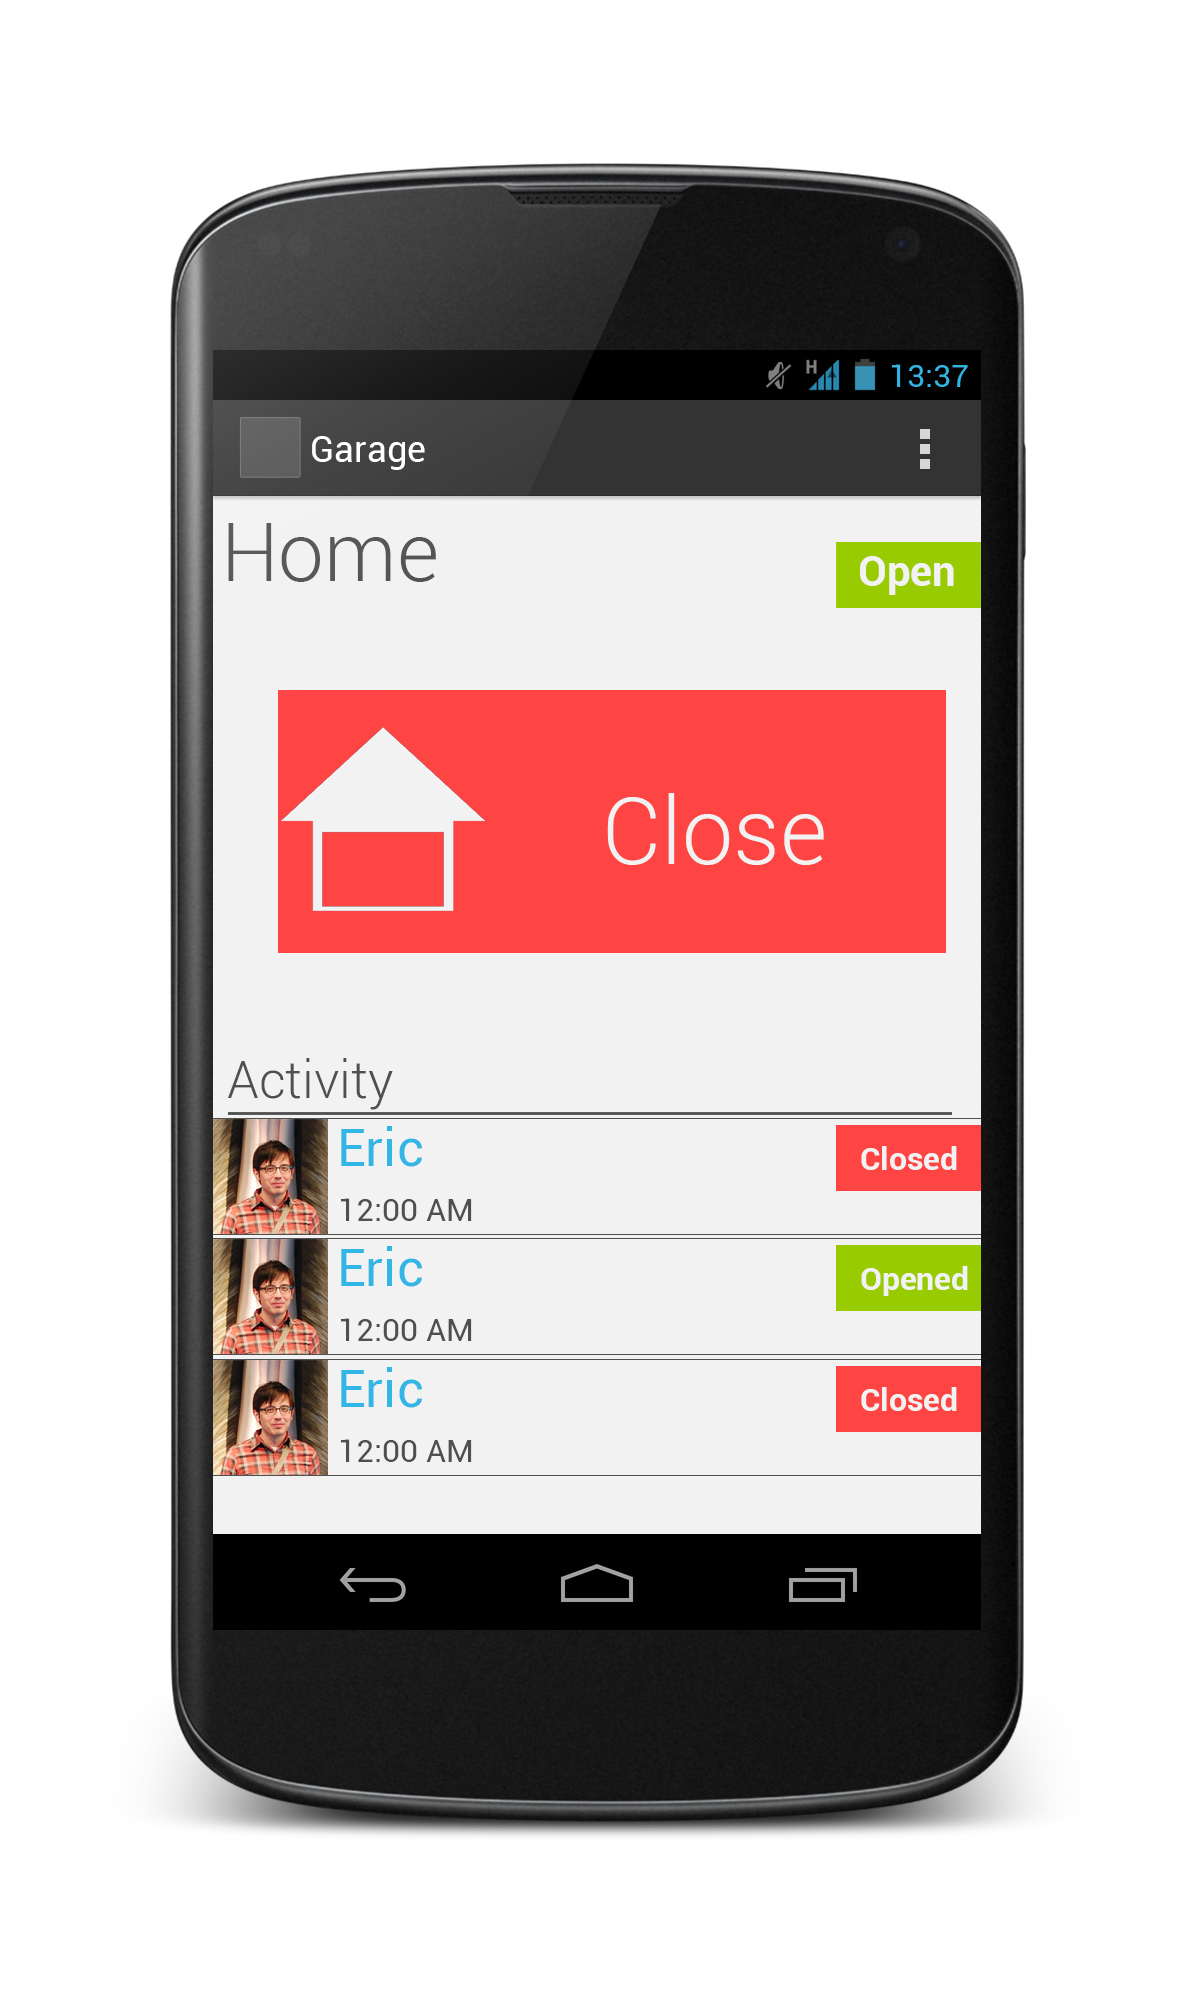 H 13:37
Garage
Home
Open
Close
Activity
Eric
Closed
12:00 AM
Eric
Opened
12:00 AM
Eric
Closed
12:00 AM